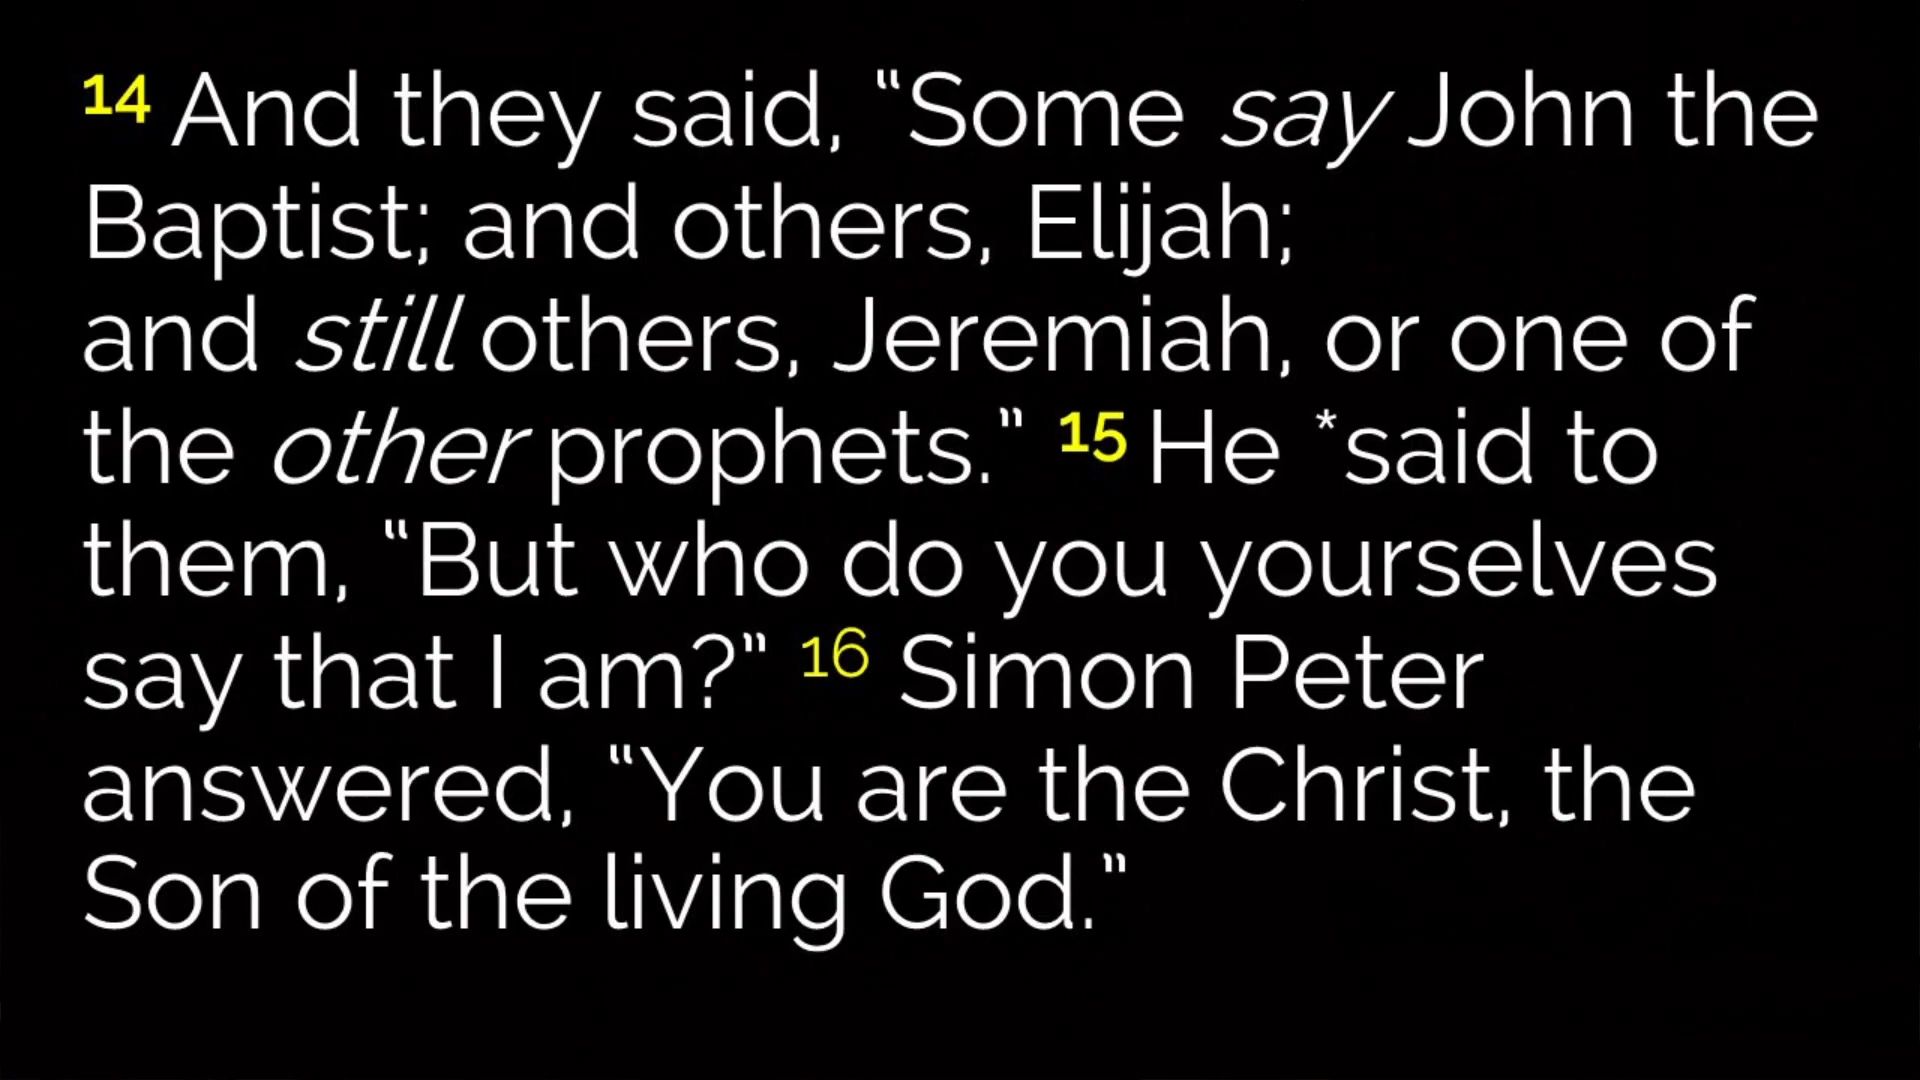 14 And they said, “Some say John the
Baptist; and others, Elijah;
and still others, Jeremiah, or one of
the other prophets.” 15 He *said to
them, “But who do you yourselves
say that I am?” 16 Simon Peter
answered, “You are the Christ, the
Son of the living God.”